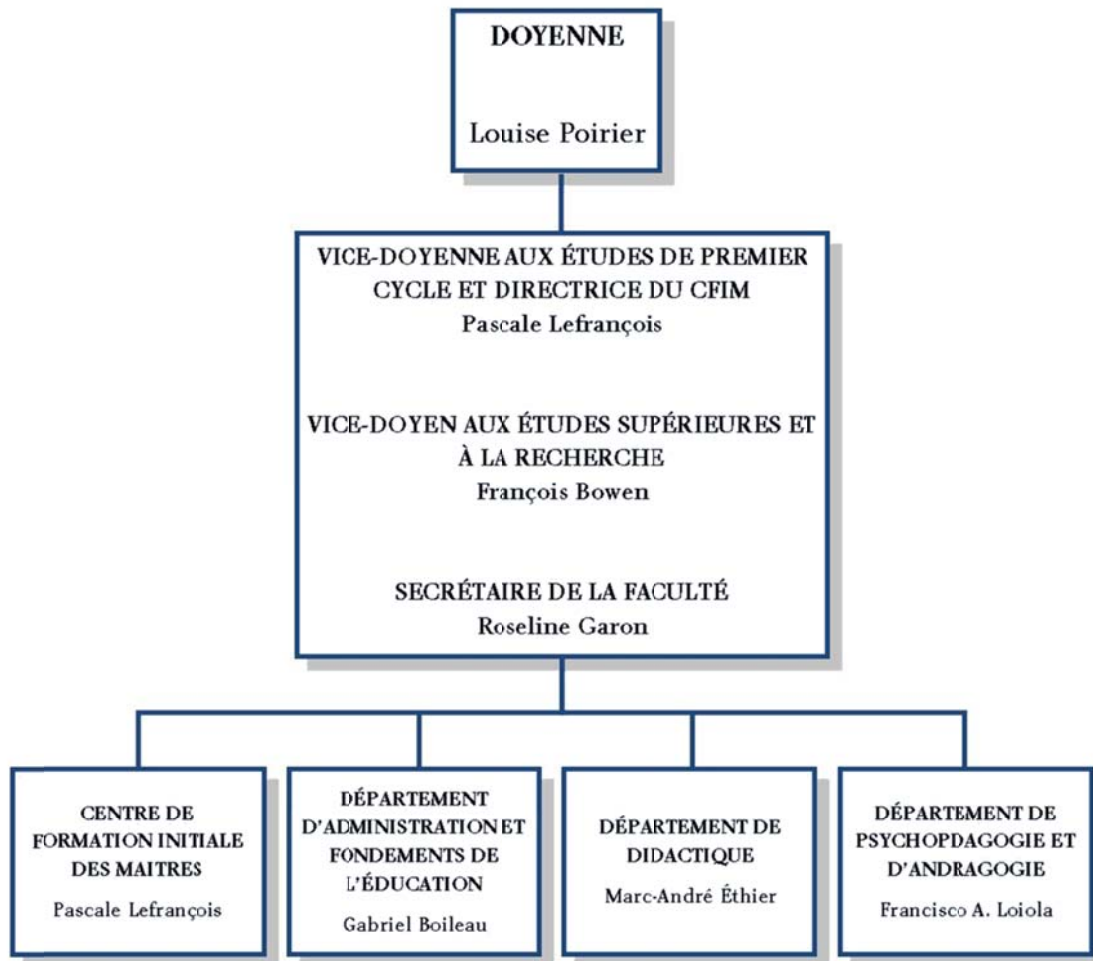 DOYENNE
Louise Poirier
VICE-DOYENNE AUX ÉTUDES DE PREMIER
CYCLE ET DIRECTRICE DU CFIM
Pascale Lefrançois
VICE-DOYEN AUX ÉTUDES SUPÉRIEURES ET
À LA RECHERCHE
François Bowen
SECRÉTAIRE DE LA FACULTÉ
Roseline Garon
CENTRE DE
FORMATION INITIALE
DES MAITRES
Pascale Lefrançois
DÉPARTEMENT
D'ADMINISTRATION ET
FONDEMENTS DE
L'ÉDUCATION
Gabriel Boileau
DÉPARTEMENT DE
DIDACTIQUE
Marc-André Éthier
DÉPARTEMENT DE
PSYCHOPDAGOGIE ET
D'ANDRAGOGIE
Francisco A. Loiola